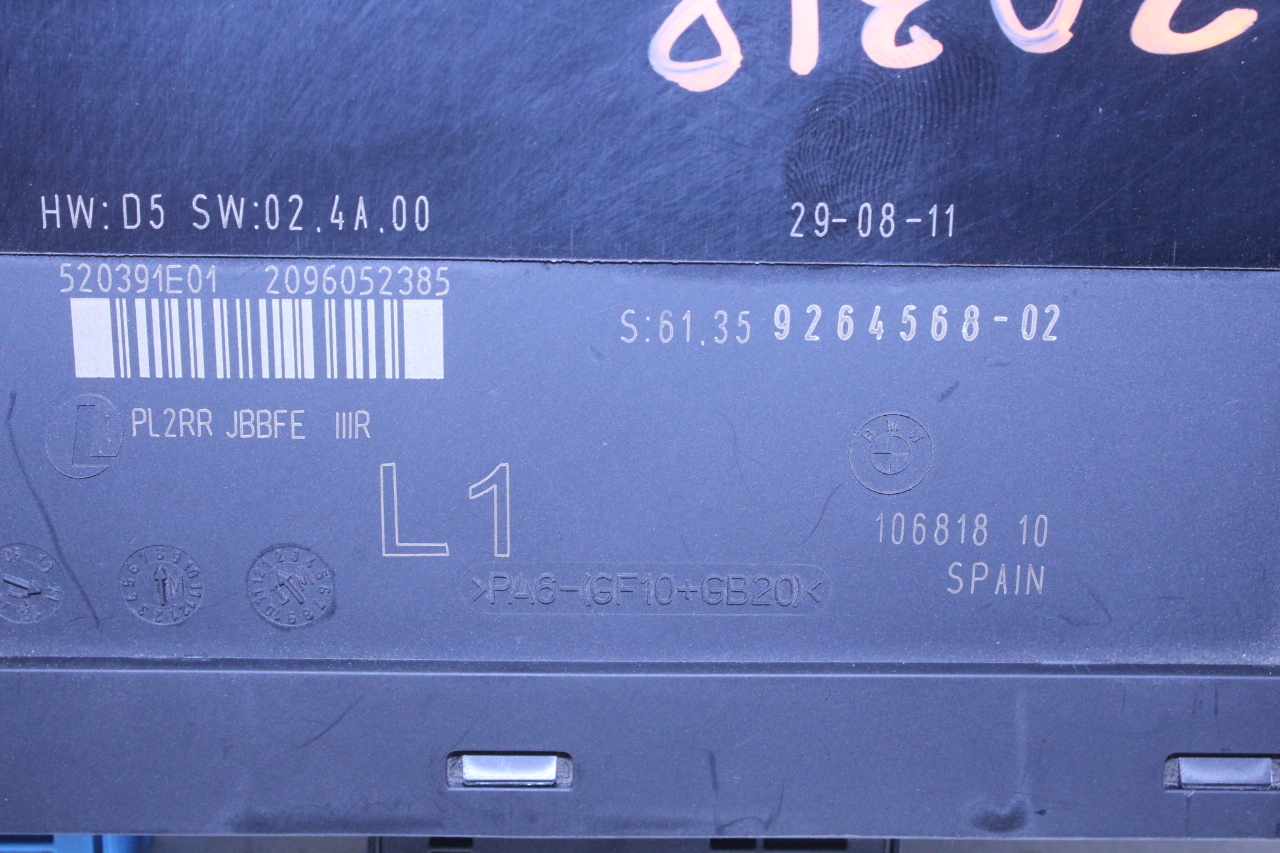 HW:D5 SW:02.4A.00
29-08-11
520391E01 2096052385
S:61.35 9264568-02
PL2RR JBBFE IIIR
BMW
L1
106818 10
SPAIN
>PA6-(GF10+GB20)<